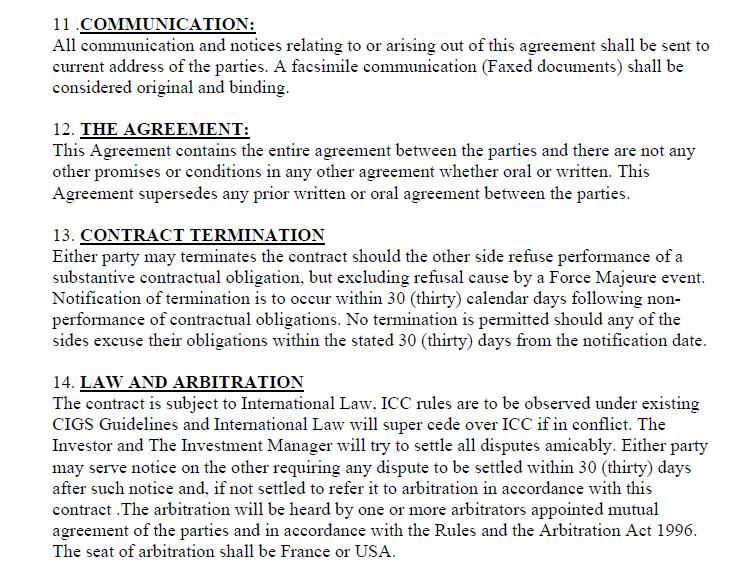 11 .COMMUNICATION:
All communication and notices relating to or arising out of this agreement shall be sent to
current address of the parties. A facsimile communication (Faxed documents) shall be
considered original and binding.
12. THE AGREEMENT:
This Agreement contains the entire agreement between the parties and there are not any
other promises or conditions in any other agreement whether oral or written. This
Agreement supersedes any prior written or oral agreement between the parties.
13. CONTRACT TERMINATION
Either party may terminates the contract should the other side refuse performance of a
substantive contractual obligation, but excluding refusal cause by a Force Majeure event.
Notification of termination is to occur within 30 (thirty) calendar days following non-
performance of contractual obligations. No termination is permitted should any of the
sides excuse their obligations within the stated 30 (thirty) days from the notification date.
14. LAW AND ARBITRATION
The contract is subject to International Law, ICC rules are to be observed under existing
CIGS Guidelines and International Law will super cede over ICC if in conflict. The
Investor and The Investment Manager will try to settle all disputes amicably. Either party
may serve notice on the other requiring any dispute to be settled within 30 (thirty) days
after such notice and, if not settled to refer it to arbitration in accordance with this
contract .The arbitration will be heard by one or more arbitrators appointed mutual
agreement of the parties and in accordance with the Rules and the Arbitration Act 1996.
The seat of arbitration shall be France or USA.